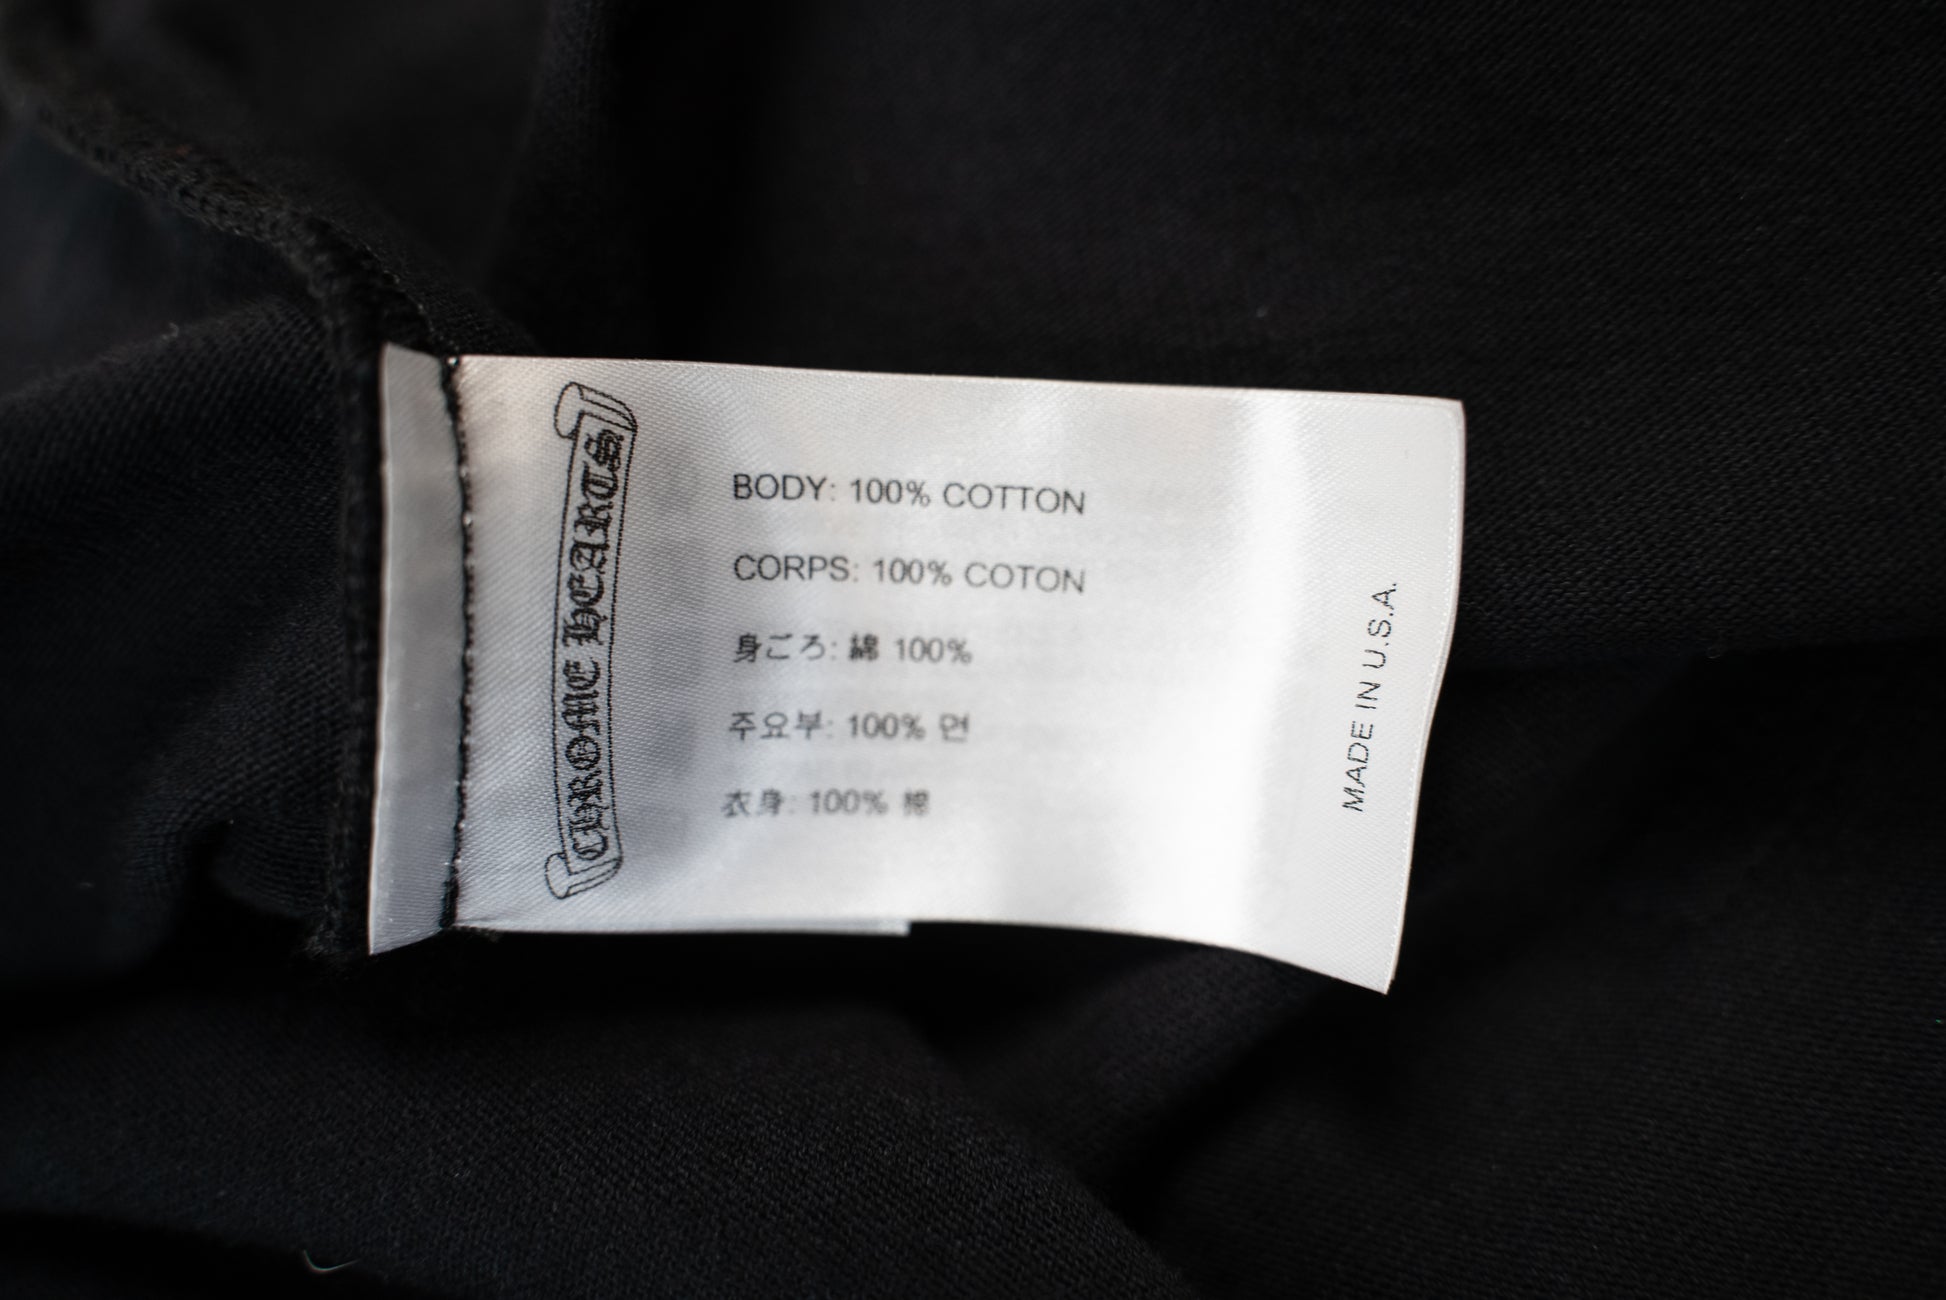 CHROME HEARTS
BODY: 100% COTTON
CORPS: 100% COTON
身ごろ: 綿 100%
주요부: 100% 면
衣身: 100% 棉
MADE IN U.S.A.